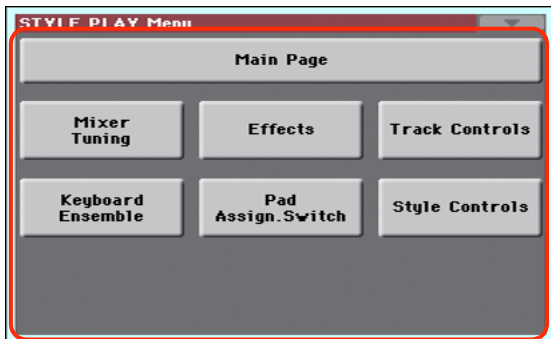 STYLE PLAY Menu
Main Page
Mixer
Tuning
Effects
Track Controls
Keyboard
Ensemble
Pad
Assign.Switch
Style Controls